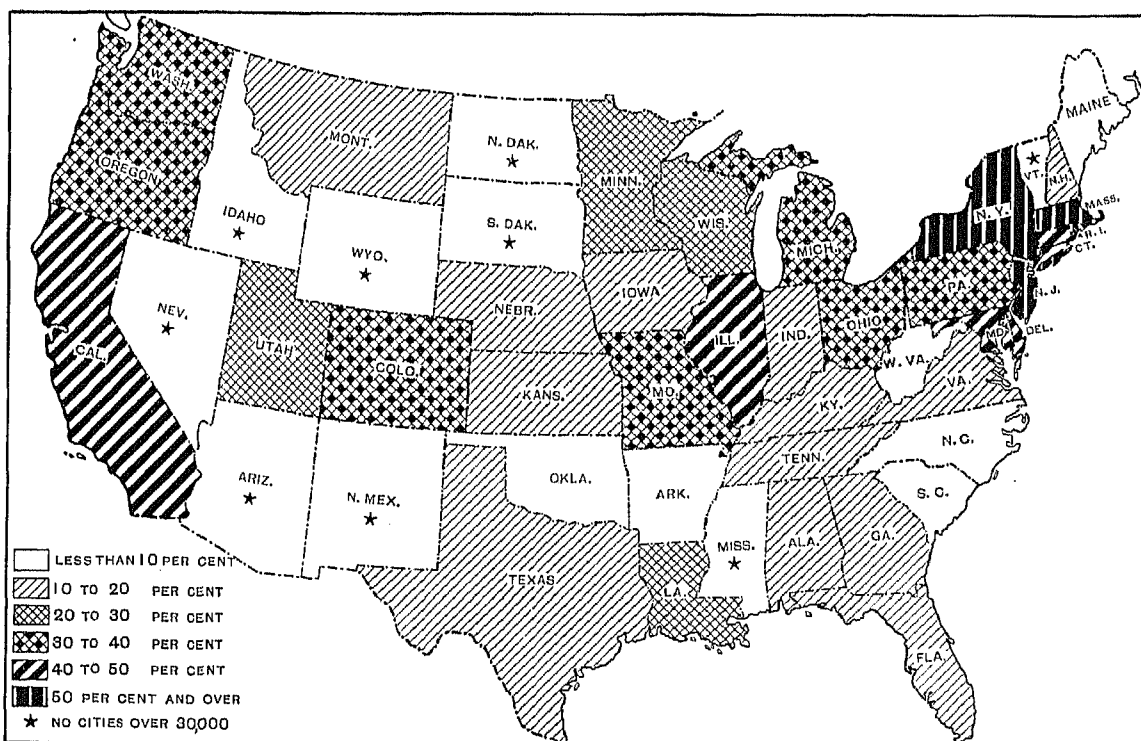 WASH.
OREGON
CAL.
IDAHO
NEV.
MONT.
WYO.
UTAH
COLO.
ARIZ.
N. MEX.
N. DAK.
S. DAK.
NEBR.
KANS.
OKLA.
TEXAS
MINN.
IOWA
MO.
ARK.
LA.
WIS.
ILL.
MICH.
IND.
OHIO
KY.
TENN.
MISS.
ALA.
GA.
FLA.
S. C.
N. C.
VA.
W. VA.
MD.
DEL.
PA.
N. J.
N. Y.
CT.
R. I.
MASS.
VT.
N.H.
MAINE
LESS THAN 10 PER CENT
10 TO 20 PER CENT
20 TO 30 PER CENT
30 TO 40 PER CENT
40 TO 50 PER CENT
50 PER CENT AND OVER
★ NO CITIES OVER 30,000